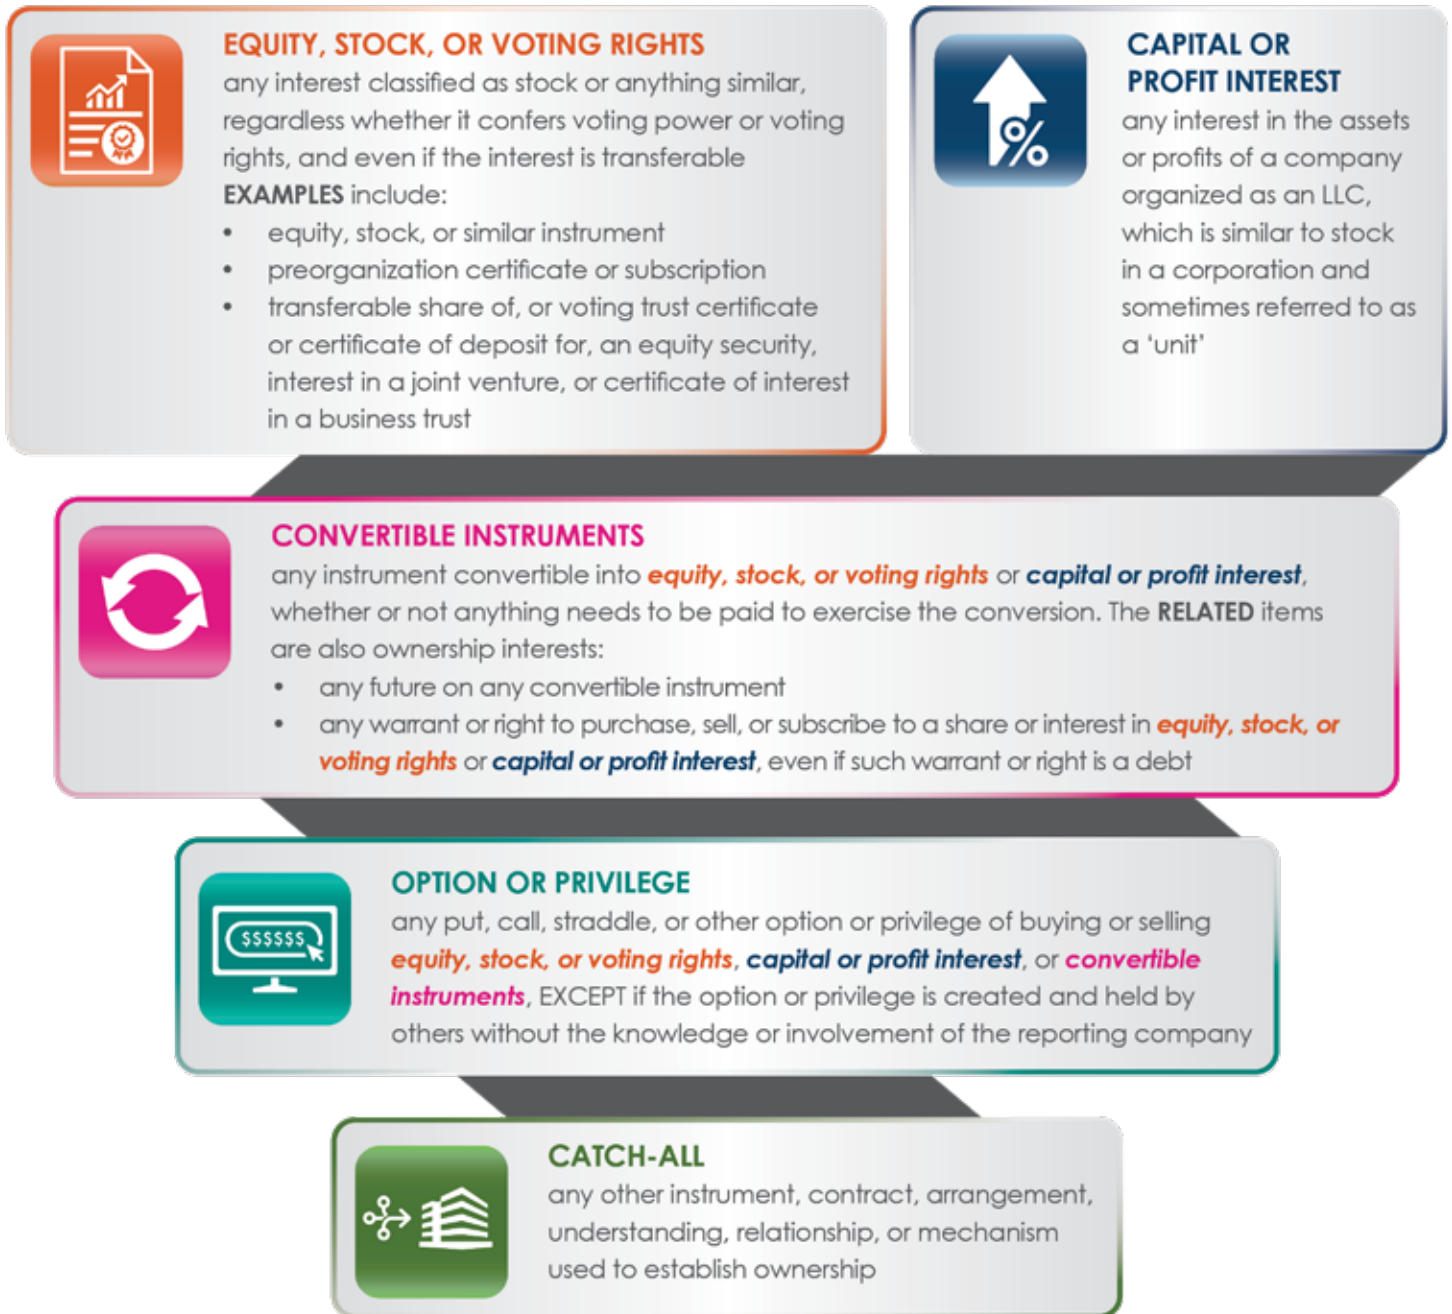 EQUITY, STOCK, OR VOTING RIGHTS
any interest classified as stock or anything similar,
regardless whether it confers voting power or voting
rights, and even if the interest is transferable
EXAMPLES include:
• equity, stock, or similar instrument
• preorganization certificate or subscription
• transferable share of, or voting trust certificate
or certificate of deposit for, an equity security,
interest in a joint venture, or certificate of interest
in a business trust
CAPITAL OR
PROFIT INTEREST
any interest in the assets
or profits of a company
organized as an LLC,
which is similar to stock
in a corporation and
sometimes referred to as
a ‘unit’
%
CONVERTIBLE INSTRUMENTS
any instrument convertible into equity, stock, or voting rights or capital or profit interest,
whether or not anything needs to be paid to exercise the conversion. The RELATED items
are also ownership interests:
• any future on any convertible instrument
• any warrant or right to purchase, sell, or subscribe to a share or interest in equity, stock, or
voting rights or capital or profit interest, even if such warrant or right is a debt
$$$$$$
OPTION OR PRIVILEGE
any put, call, straddle, or other option or privilege of buying or selling
equity, stock, or voting rights, capital or profit interest, or convertible
instruments, EXCEPT if the option or privilege is created and held by
others without the knowledge or involvement of the reporting company
CATCH-ALL
any other instrument, contract, arrangement,
understanding, relationship, or mechanism
used to establish ownership